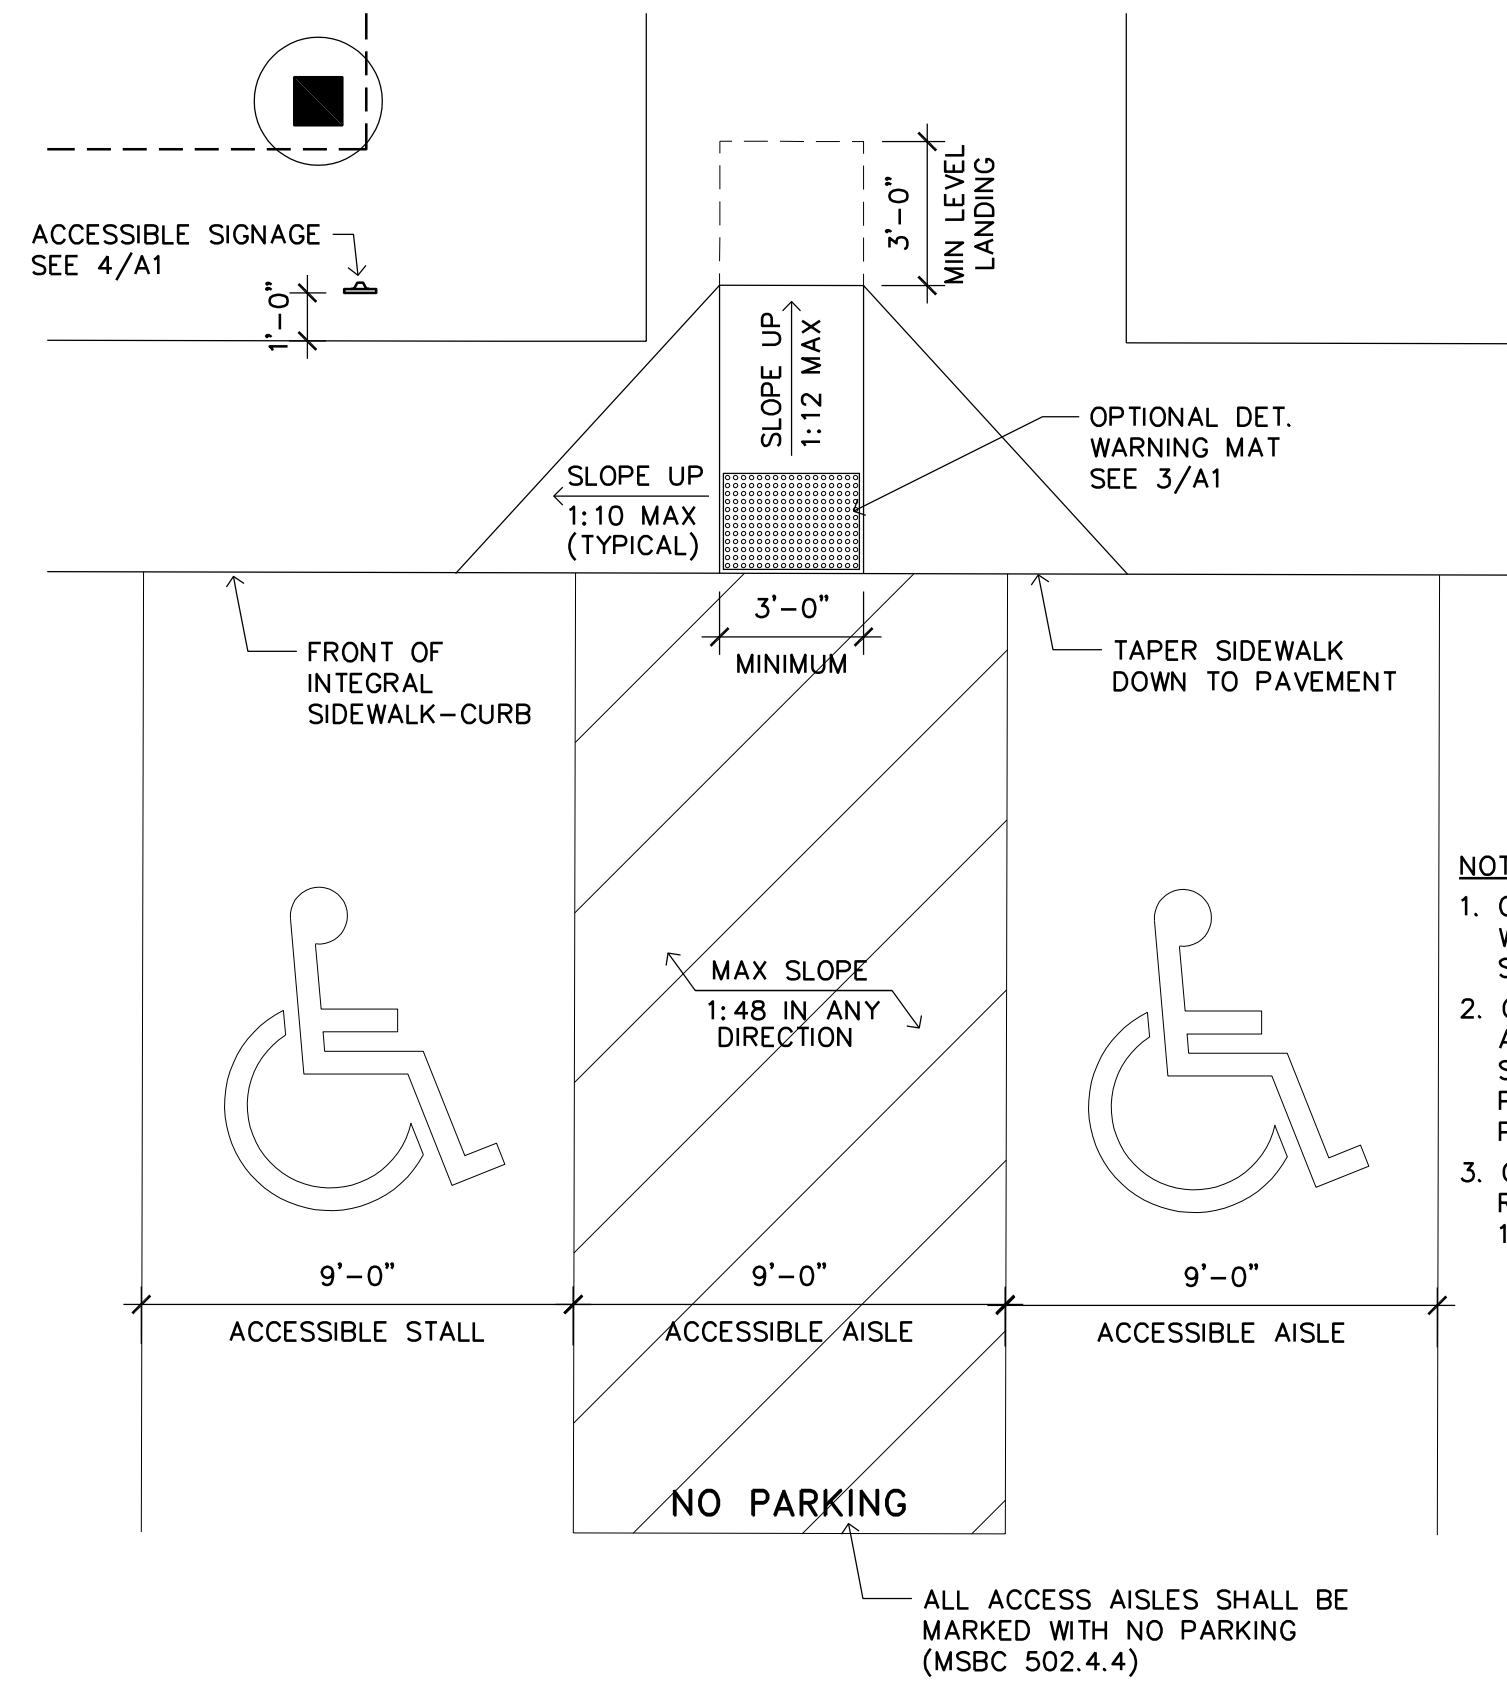 ACCESSIBLE SIGNAGE
SEE 4/A1
1'-0"
3'-0"
MIN LEVEL
LANDING
SLOPE UP
1:12 MAX
OPTIONAL DET.
WARNING MAT
SEE 3/A1
SLOPE UP
1:10 MAX
(TYPICAL)
3'-0"
MINIMUM
FRONT OF
INTEGRAL
SIDEWALK-CURB
TAPER SIDEWALK
DOWN TO PAVEMENT
MAX SLOPE
1:48 IN ANY
DIRECTION
1.
2.
3.
9'-0"
ACCESSIBLE STALL
9'-0"
ACCESSIBLE AISLE
9'-0"
ACCESSIBLE AISLE
NO PARKING
ALL ACCESS AISLES SHALL BE
MARKED WITH NO PARKING
(MSBC 502.4.4)